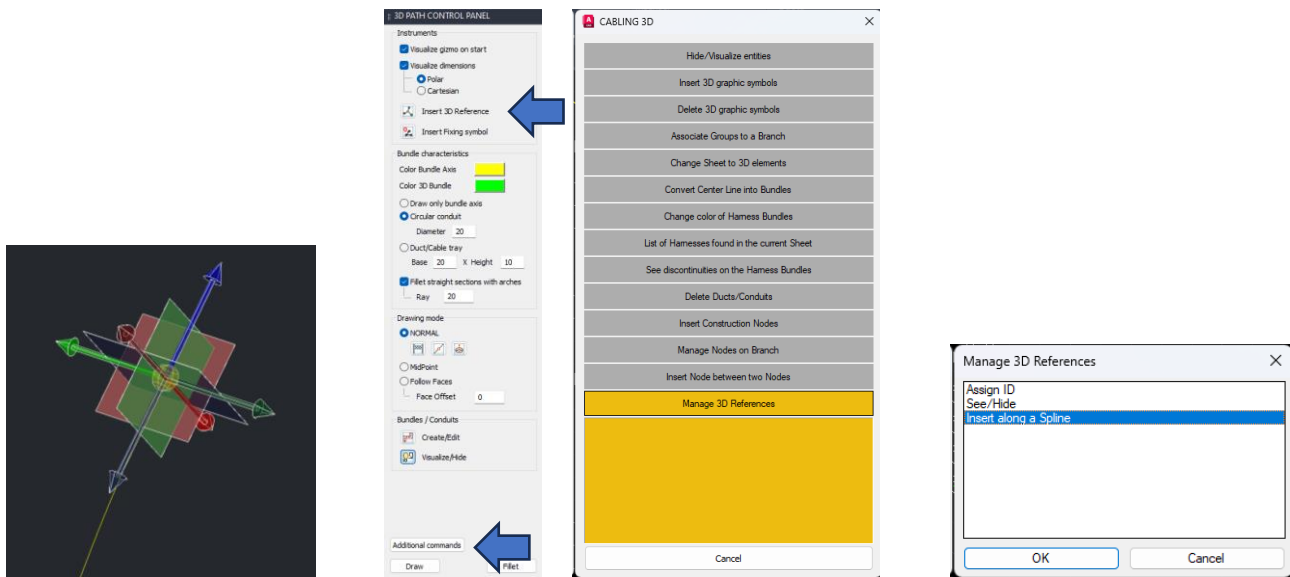 3D PATH CONTROL PANEL
Instruments
Visualize gizmo on start
Visualize dimensions
Polar
Cartesian
Insert 3D Reference
Insert Fixing symbol
Bundle characteristics
Color Bundle Axis
Color 3D Bundle
Draw only bundle axis
Circular conduit
Diameter 20
Duct/Cable tray
Base 20 X Height 10
Fillet straight sections with arches
Ray 20
Drawing mode
NORMAL
MidPoint
Follow Faces
Face Offset 0
Bundles / Conduits
Create/Edit
Visualize/Hide
Additional commands
Draw Fillet
CABLING 3D
Hide/Visualize entities
Insert 3D graphic symbols
Delete 3D graphic symbols
Associate Groups to a Branch
Change Sheet to 3D elements
Convert Center Line into Bundles
Change color of Harness Bundles
List of Harnesses found in the current Sheet
See discontinuities on the Harness Bundles
Delete Ducts/Conduits
Insert Construction Nodes
Manage Nodes on Branch
Insert Node between two Nodes
Manage 3D References
Cancel
Manage 3D References
Assign ID
See/Hide
Insert along a Spline
OK Cancel